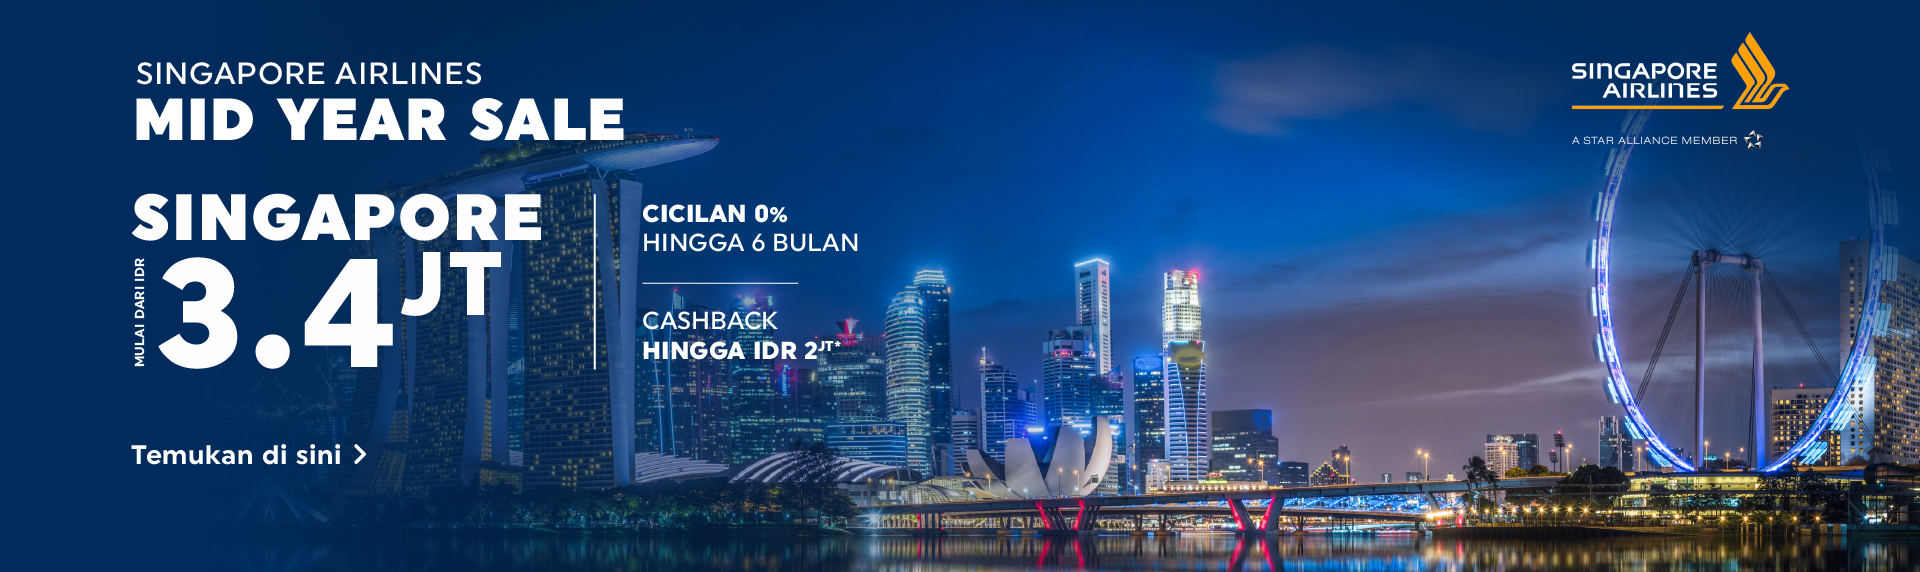 SINGAPORE AIRLINES
MID YEAR SALE
SINGAPORE
MULAI DARI IDR
3.4JT
CICILAN 0%
HINGGA 6 BULAN
CASHBACK
HINGGA IDR 2JT*
Temukan di sini >
SINGAPORE
AIRLINES
A STAR ALLIANCE MEMBER